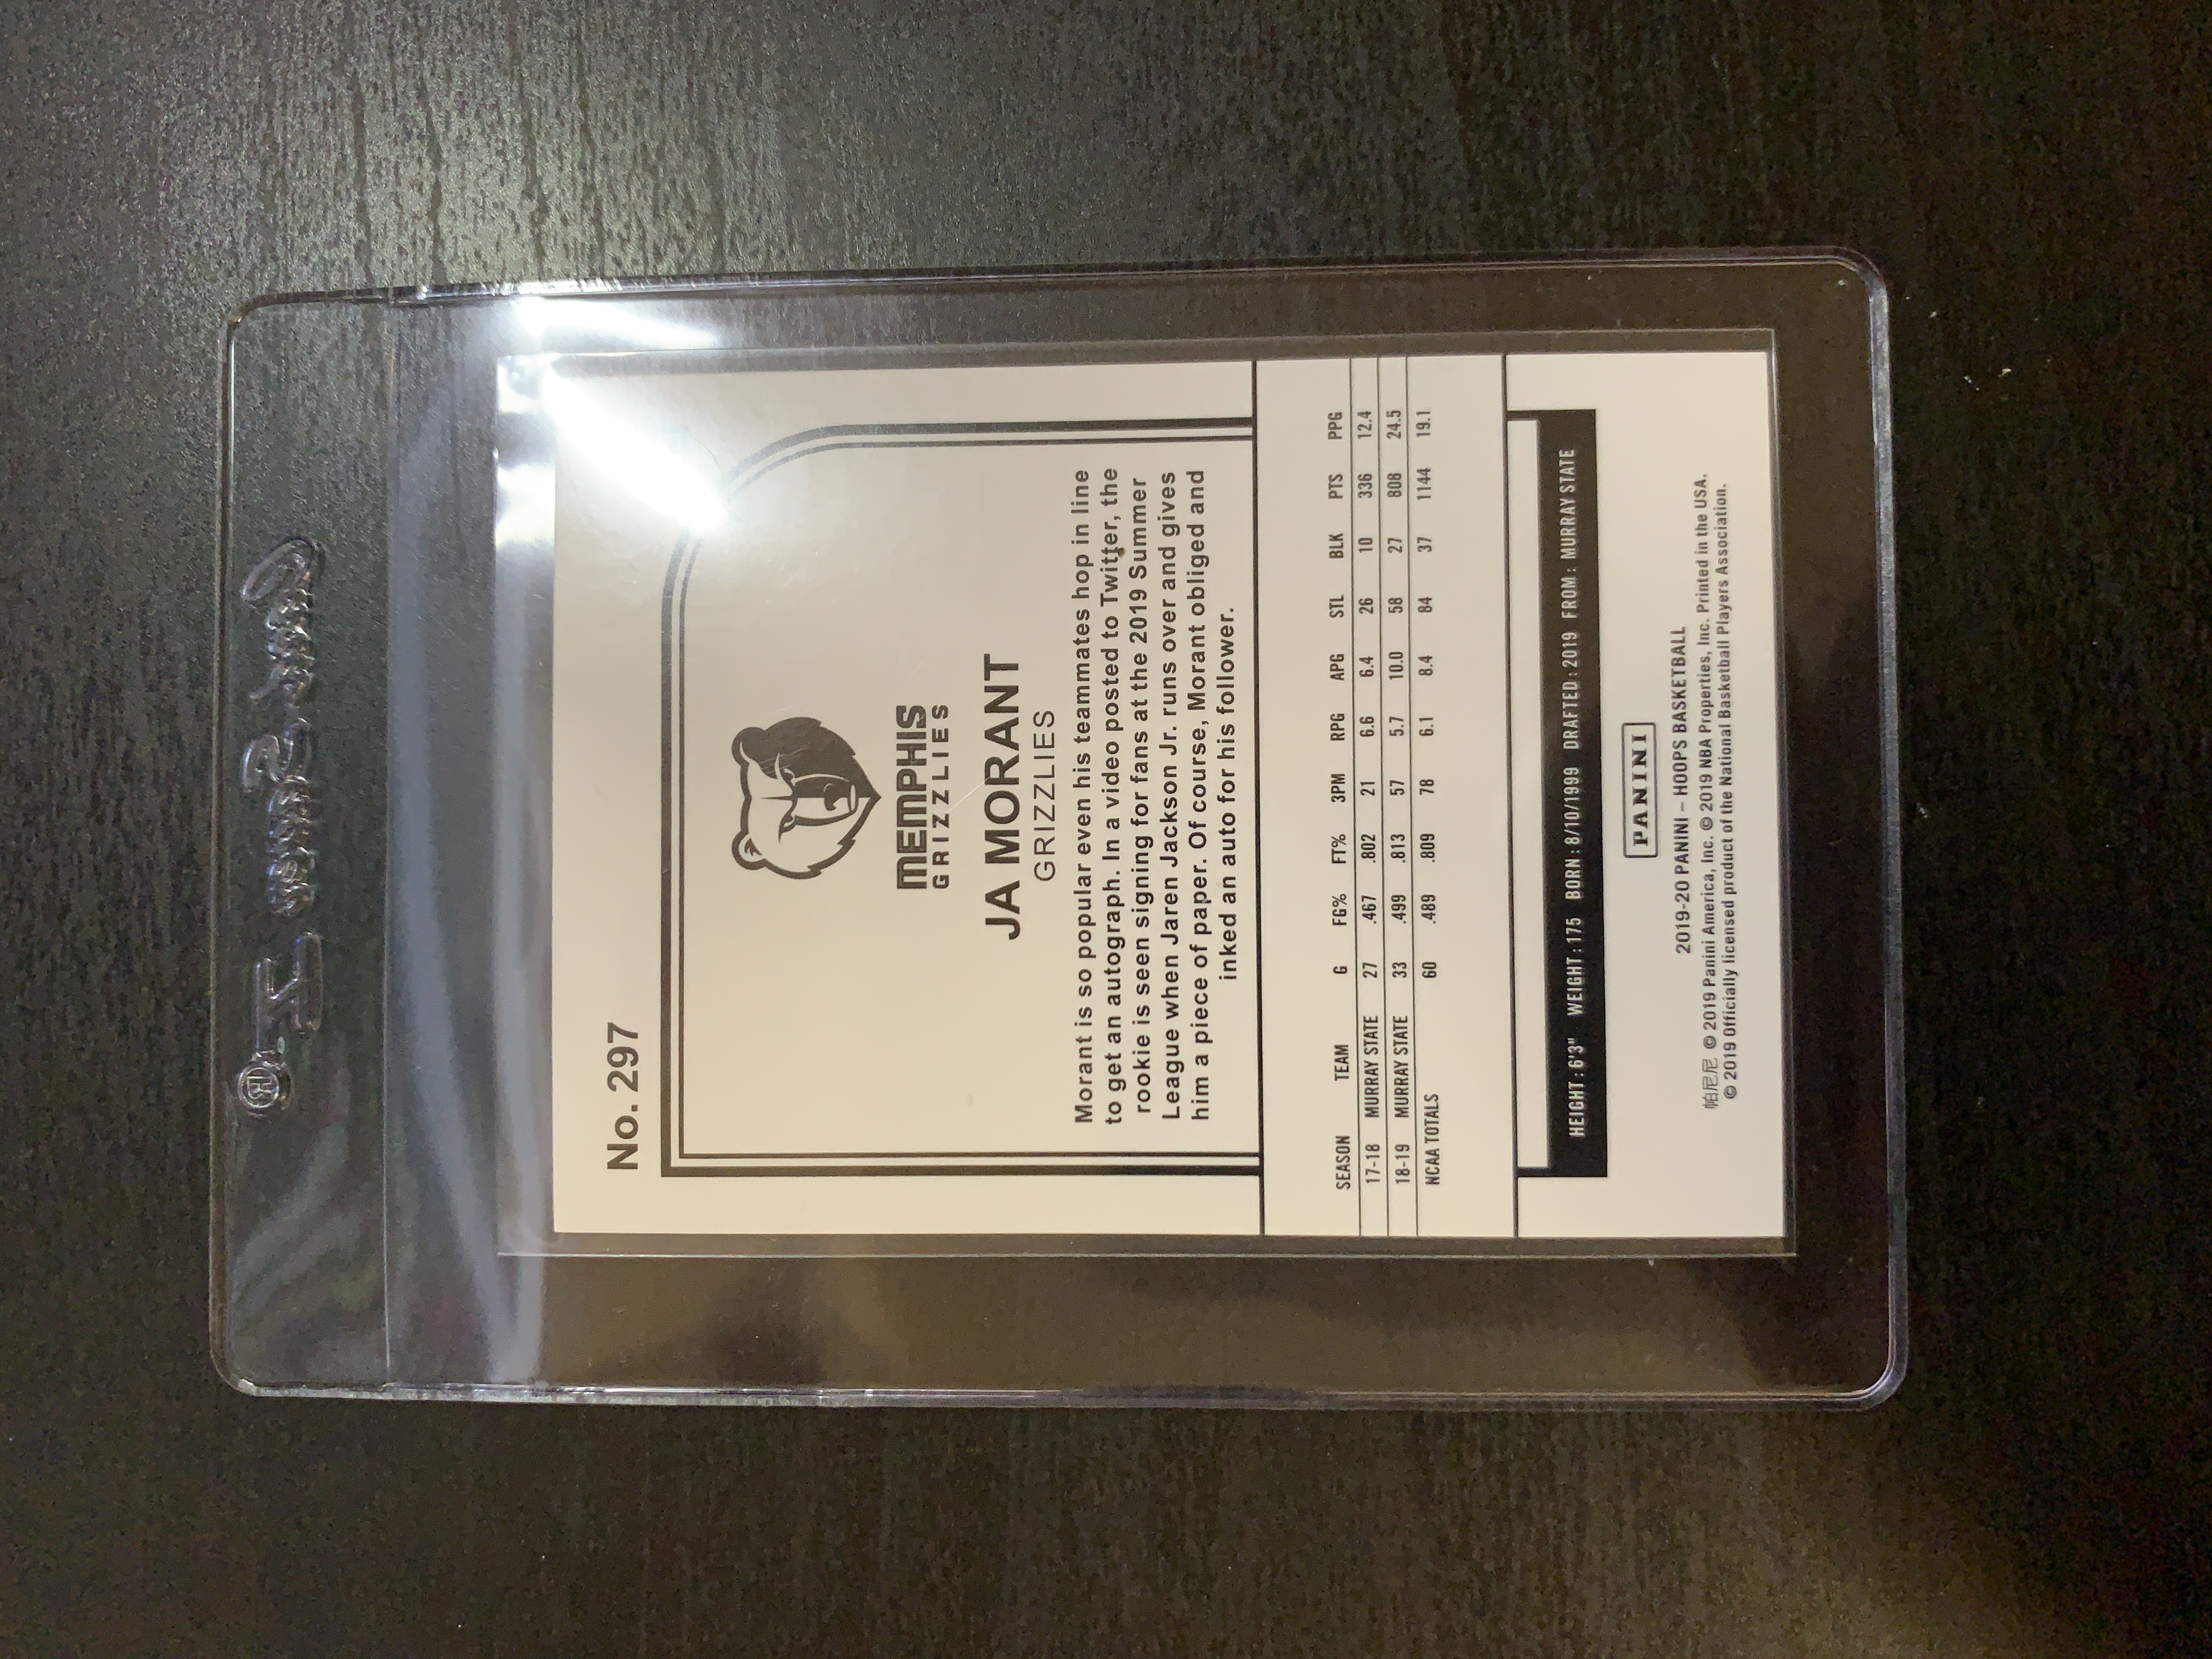 Card Saver I.®
No. 297
MEMPHIS
GRIZZLIES
JA MORANT
GRIZZLIES
Morant is so popular even his teammates hop in line
to get an autograph. In a video posted to Twitter, the
rookie is seen signing for fans at the 2019 Summer
League when Jaren Jackson Jr. runs over and gives
him a piece of paper. Of course, Morant obliged and
inked an auto for his follower.
SEASON TEAM G FG% FT% 3PM RPG APG STL BLK PTS PPG
17-18 MURRAY STATE 27 .467 .802 21 6.6 6.4 26 10 336 12.4
18-19 MURRAY STATE 33 .499 .813 57 5.7 10.0 58 27 808 24.5
NCAA TOTALS 60 .489 .809 78 6.1 8.4 84 37 1144 19.1
HEIGHT : 6'3" WEIGHT : 175 BORN : 8/10/1999 DRAFTED : 2019 FROM : MURRAY STATE
PANINI
2019-20 PANINI – HOOPS BASKETBALL
帕尼尼 © 2019 Panini America, Inc. © 2019 NBA Properties, Inc. Printed in the USA.
© 2019 Officially licensed product of the National Basketball Players Association.